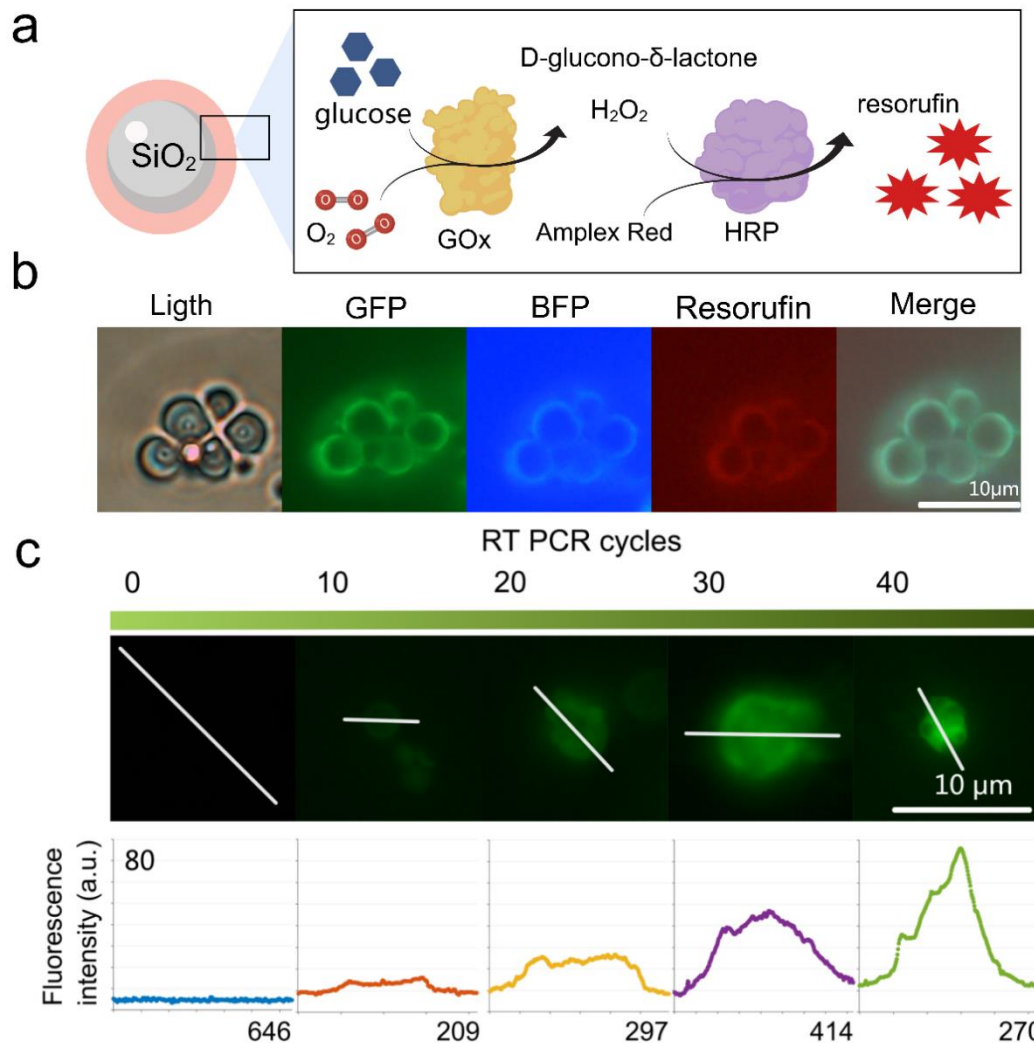 a
SiO₂
glucose
O₂
O O
O O
GOx
D-glucono-δ-lactone
H₂O₂
Amplex Red
HRP
resorufin
b
Ligth GFP BFP Resorufin Merge
10μm
c
RT PCR cycles
0 10 20 30 40
10 μm
Fluorescence
intensity (a.u.)
80
646 209 297 414 270